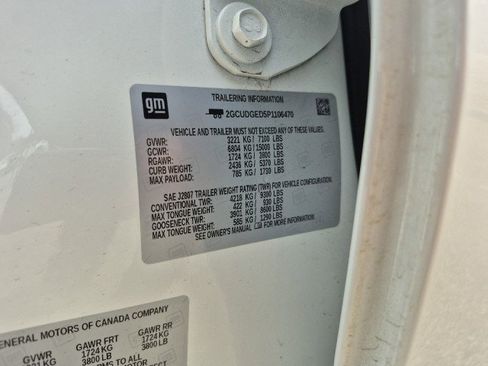 gm
TRAILERING INFORMATION
2GCUDGED5P1106470
VEHICLE AND TRAILER MUST NOT EXCEED ANY OF THESE VALUES.
GVWR: 3221 KG / 7100 LBS
GCWR: 6804 KG / 15000 LBS
RGAWR: 1724 KG / 3800 LBS
CURB WEIGHT: 2436 KG / 5370 LBS
MAX PAYLOAD: 785 KG / 1730 LBS
SAE J2807 TRAILER WEIGHT RATING (TWR) FOR VEHICLE CONFIGURATION.
CONVENTIONAL TWR: 4218 KG / 9300 LBS
MAX TONGUE WEIGHT: 422 KG / 930 LBS
GOOSENECK TWR: 3901 KG / 8600 LBS
MAX TONGUE WEIGHT: 585 KG / 1290 LBS
SEE OWNER'S MANUAL FOR MORE INFORMATION.
GENERAL MOTORS OF CANADA COMPANY
GVWR GAWR FRT GAWR RR
1724 KG 1724 KG
3800 LB 3800 LB